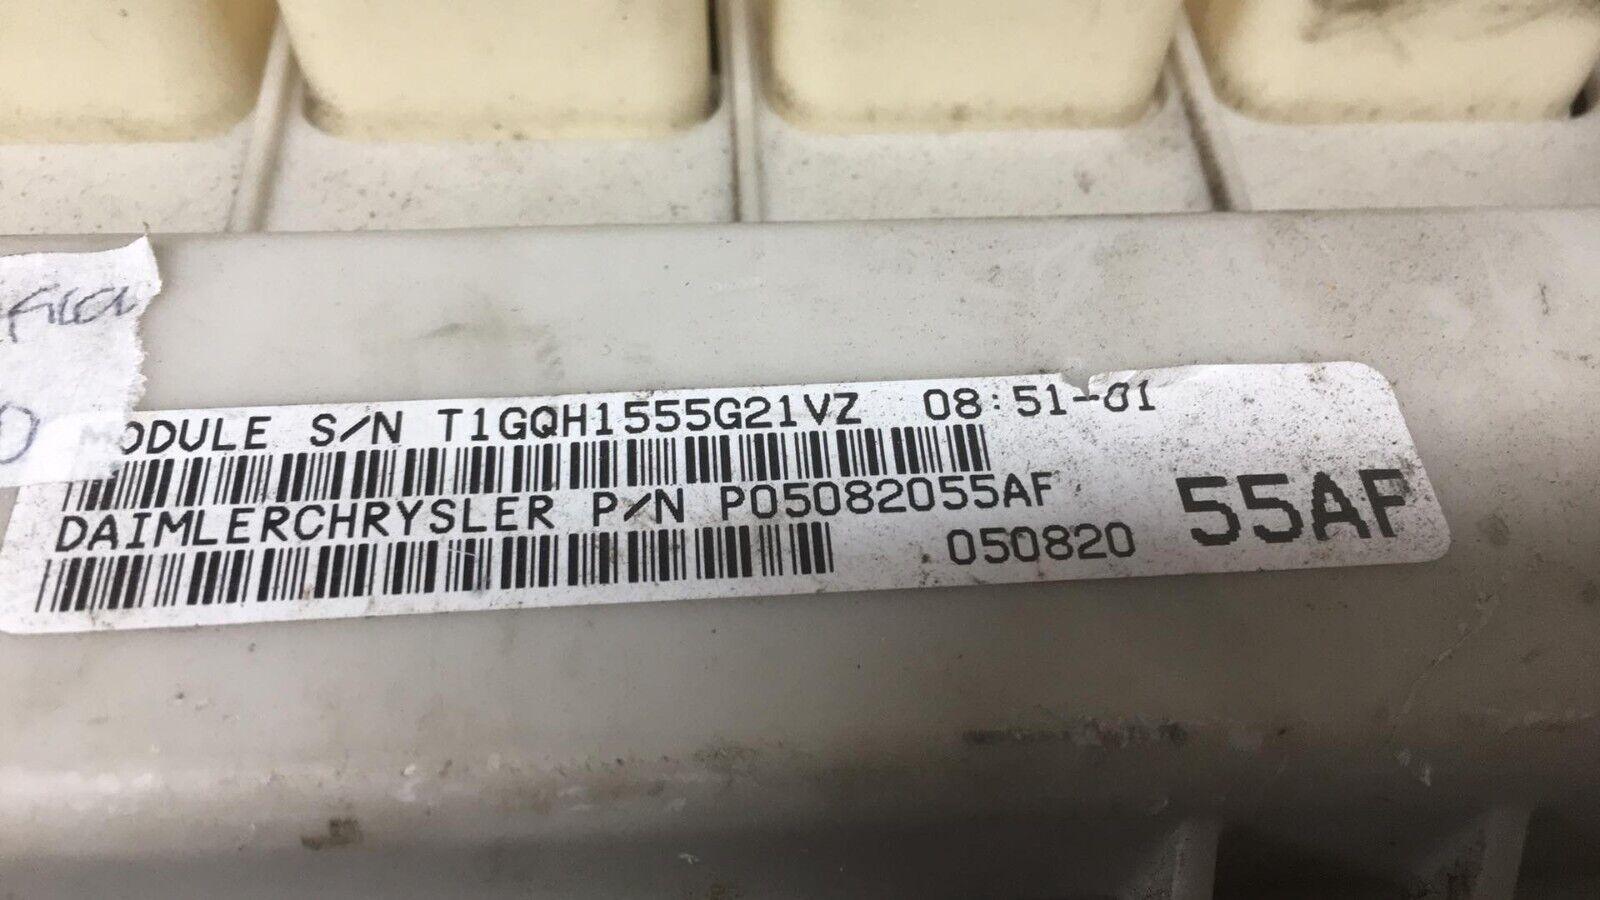 MODULE S/N T1GQH1555G21VZ 08:51-01
DAIMLERCHRYSLER P/N P05082055AF
050820 55AF